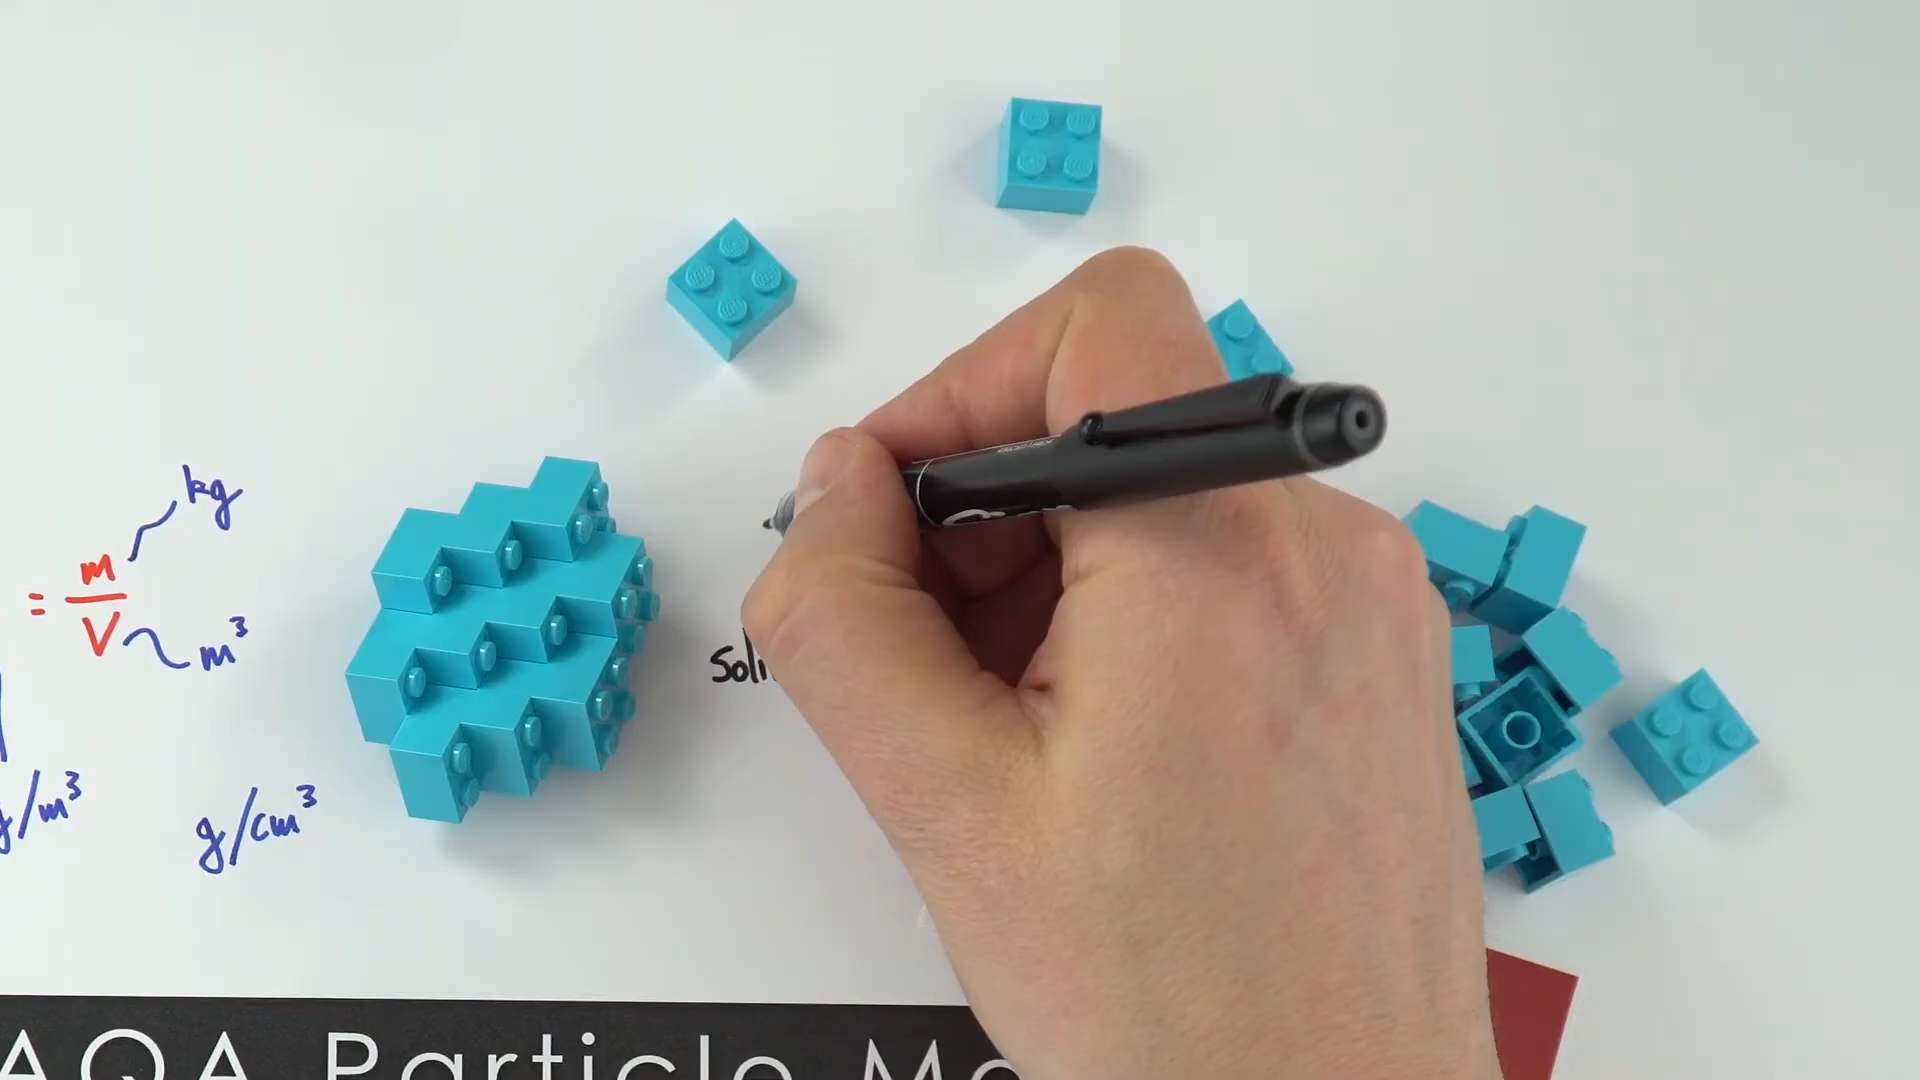 kg
= m
V
m³
/m³
g/cm³
Soli
AQA Particle Mo